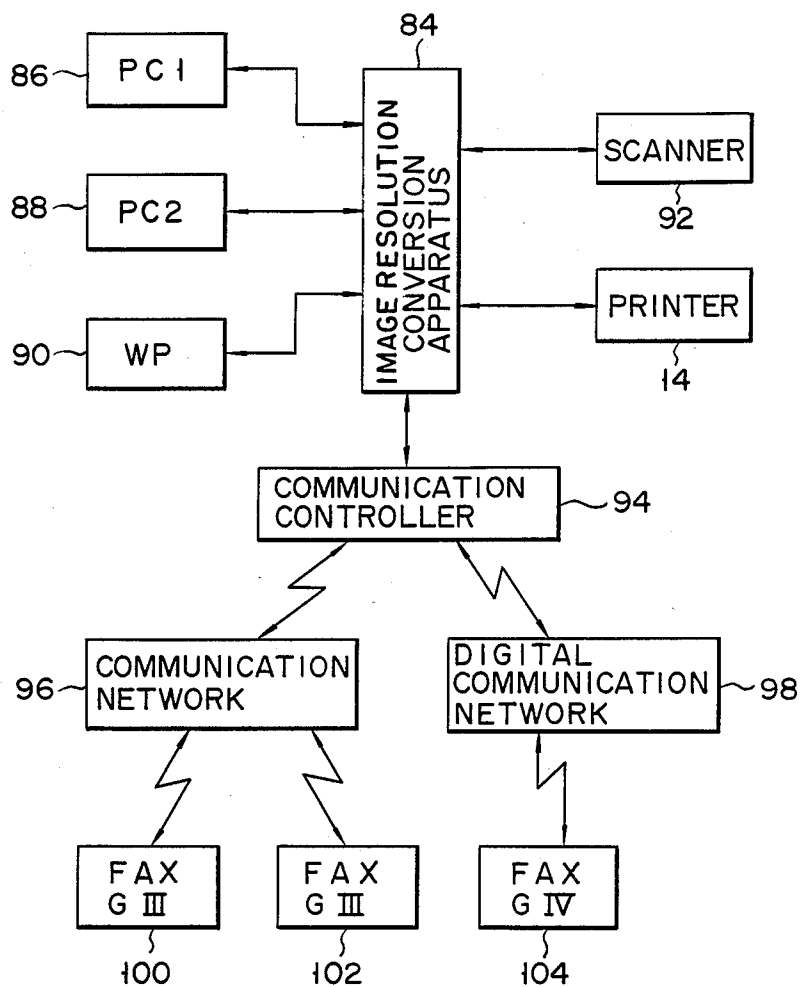 84
86
PC1
IMAGE RESOLUTION
CONVERSION
APPARATUS
SCANNER
92
88
PC2
PRINTER
14
90
WP
COMMUNICATION
CONTROLLER
94
96
COMMUNICATION
NETWORK
DIGITAL
COMMUNICATION
NETWORK
98
FAX
G III
100
FAX
G III
102
FAX
G IV
104